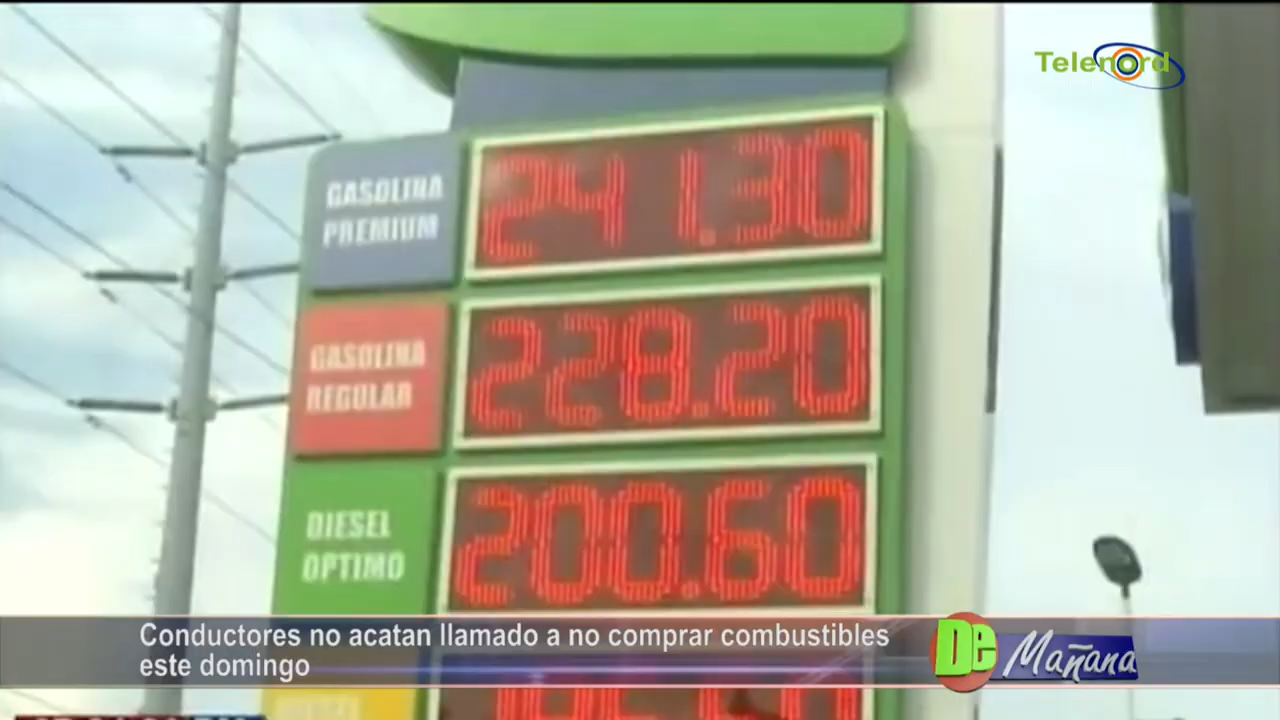 Telenord
GASOLINA
PREMIUM
241.30
GASOLINA
REGULAR
228.20
DIESEL
OPTIMO
200.60
Conductores no acatan llamado a no comprar combustibles
este domingo
De Mañana
DIESEL